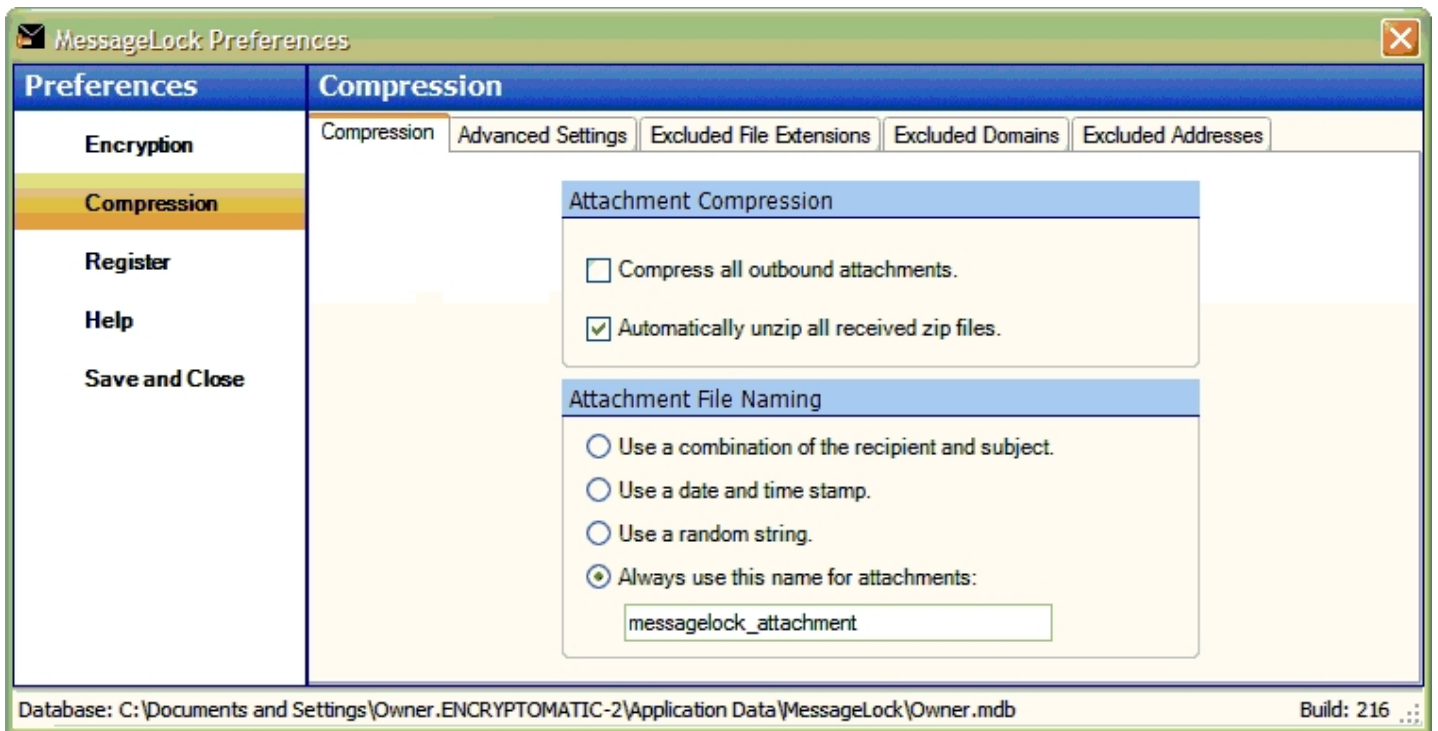 MessageLock Preferences
Preferences
Compression
Encryption
Compression
Register
Help
Save and Close
Compression Advanced Settings Excluded File Extensions Excluded Domains Excluded Addresses
Attachment Compression
Compress all outbound attachments.
Automatically unzip all received zip files.
Attachment File Naming
Use a combination of the recipient and subject.
Use a date and time stamp.
Use a random string.
Always use this name for attachments:
messagelock_attachment
Database: C:\Documents and Settings\Owner.ENCRYPTOMATIC-2\Application Data\MessageLock\Owner.mdb Build: 216